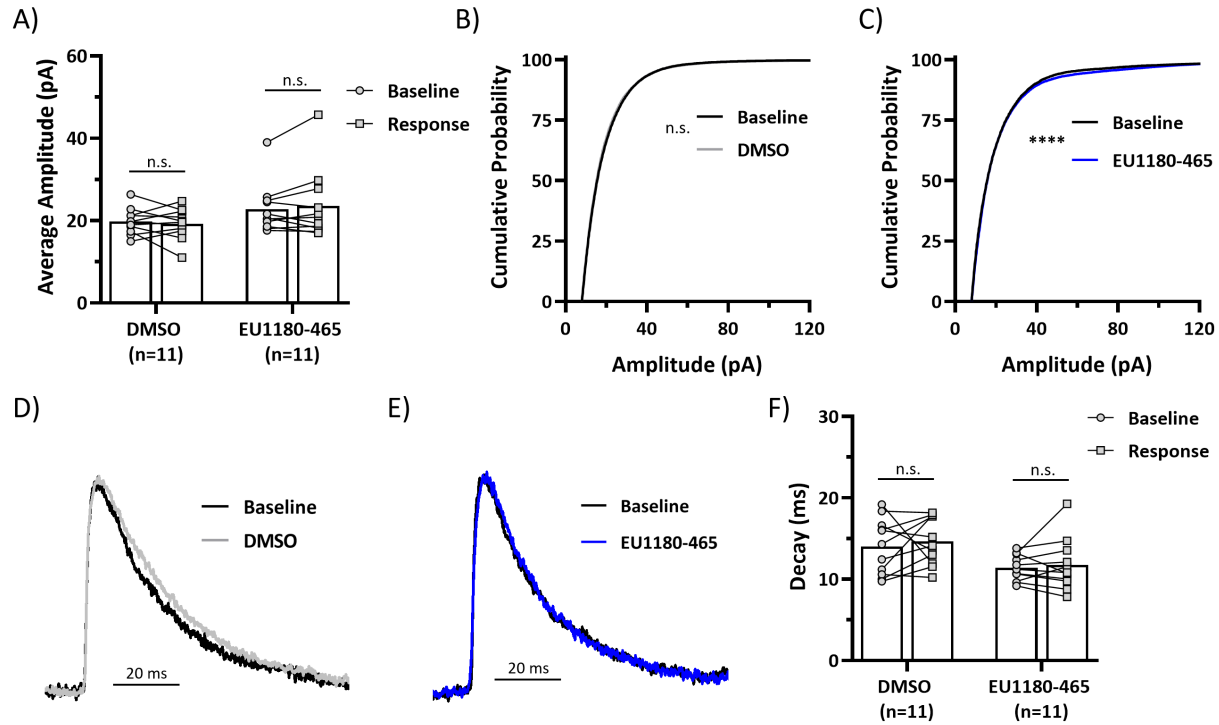 A)
Average Amplitude (pA)
60
40
20
0
n.s.
n.s.
Baseline
Response
DMSO
(n=11)
EU1180-465
(n=11)
B)
Cumulative Probability
100
75
50
25
0
n.s.
Baseline
DMSO
0
40
80
120
Amplitude (pA)
C)
Cumulative Probability
100
75
50
25
0
****
Baseline
EU1180-465
0
40
80
120
Amplitude (pA)
D)
Baseline
DMSO
20 ms
E)
Baseline
EU1180-465
20 ms
F)
Decay (ms)
30
20
10
0
n.s.
n.s.
Baseline
Response
DMSO
(n=11)
EU1180-465
(n=11)